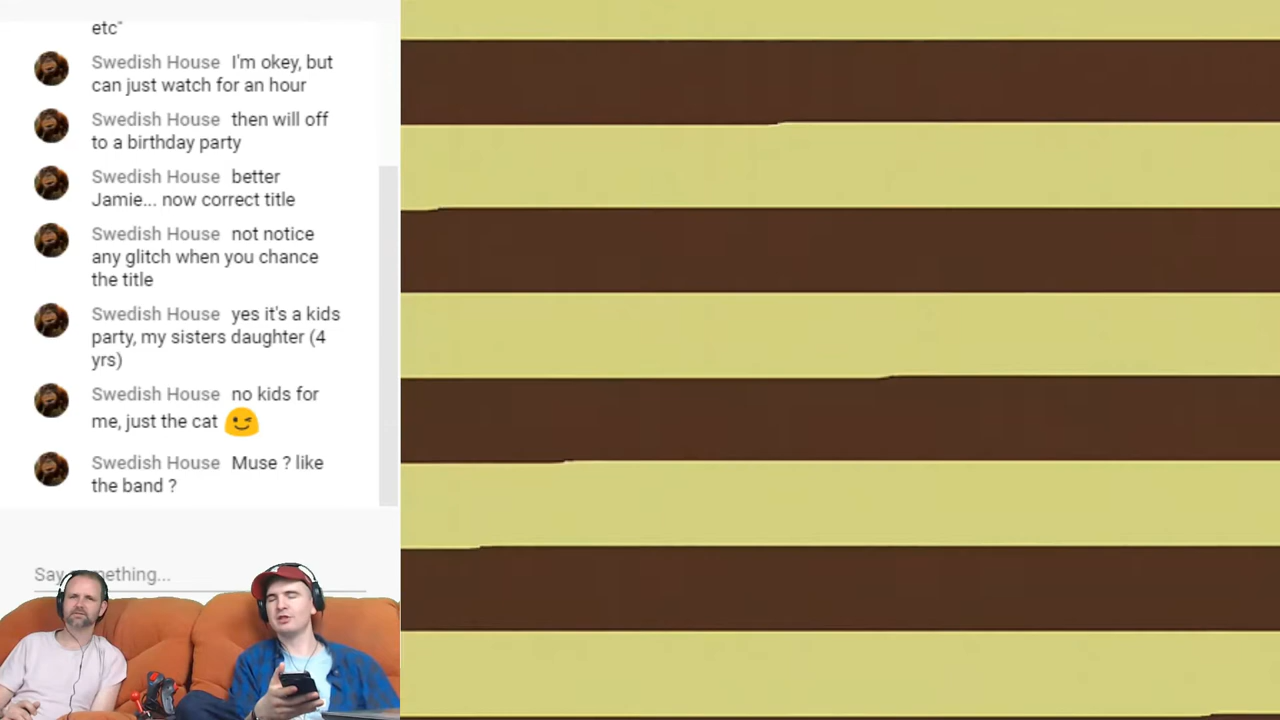 etc"
Swedish House I'm okey, but
can just watch for an hour
Swedish House then will off
to a birthday party
Swedish House better
Jamie... now correct title
Swedish House not notice
any glitch when you chance
the title
Swedish House yes it's a kids
party, my sisters daughter (4
yrs)
Swedish House no kids for
me, just the cat 😉
Swedish House Muse ? like
the band ?
Say something...